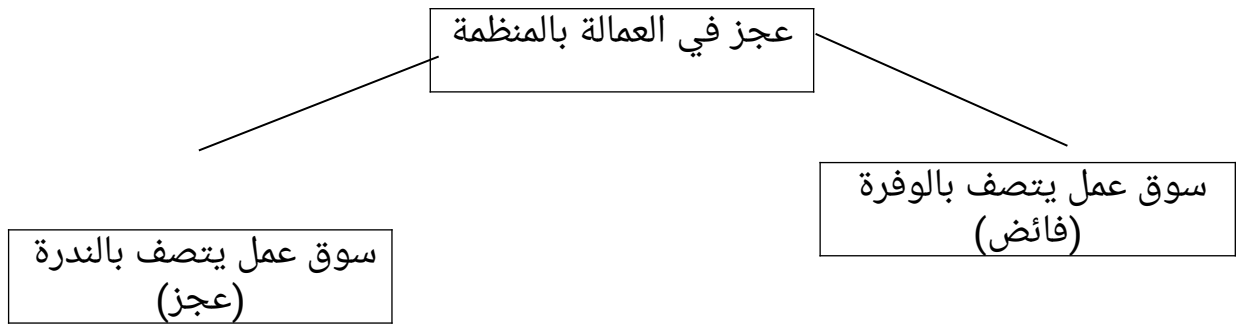 عجز في العمالة بالمنظمة
سوق عمل يتصف بالوفرة
(فائض)
سوق عمل يتصف بالندرة
(عجز)